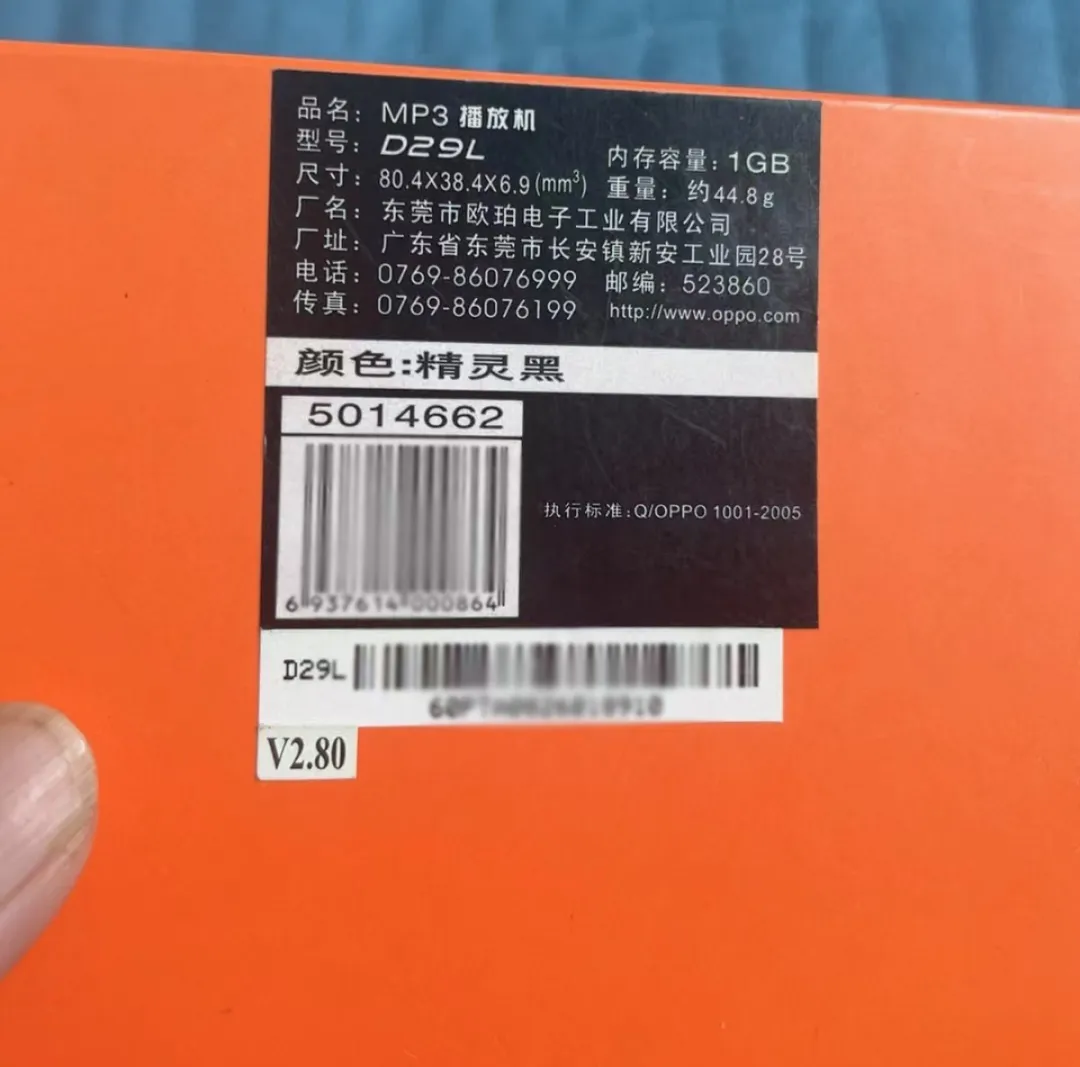 品名：MP3 播放机
型号：D29L 内存容量：1GB
尺寸：80.4X38.4X6.9(mm³) 重量：约44.8g
厂名：东莞市欧珀电子工业有限公司
厂址：广东省东莞市长安镇新安工业园28号
电话：0769-86076999 邮编：523860
传真：0769-86076199 http://www.oppo.com
颜色:精灵黑
5014662
执行标准:Q/OPPO 1001-2005
6 937614 000864
D29L
V2.80